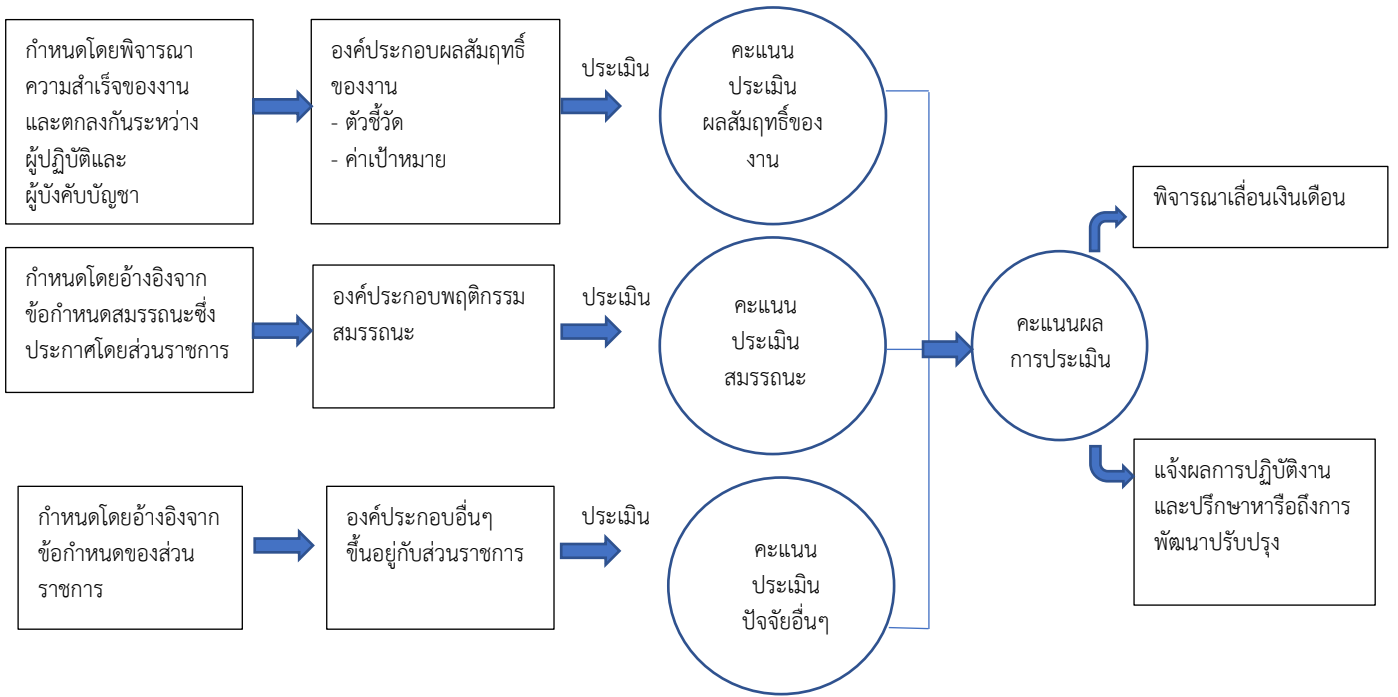 กำหนดโดยพิจารณา
ความสำเร็จของงาน
และตกลงกันระหว่าง
ผู้ปฏิบัติและ
ผู้บังคับบัญชา
องค์ประกอบผลสัมฤทธิ์
ของงาน
- ตัวชี้วัด
- ค่าเป้าหมาย
ประเมิน
คะแนน
ประเมิน
ผลสัมฤทธิ์ของ
งาน
กำหนดโดยอ้างอิงจาก
ข้อกำหนดสมรรถนะซึ่ง
ประกาศโดยส่วนราชการ
องค์ประกอบพฤติกรรม
สมรรถนะ
ประเมิน
คะแนน
ประเมิน
สมรรถนะ
กำหนดโดยอ้างอิงจาก
ข้อกำหนดของส่วน
ราชการ
องค์ประกอบอื่นๆ
ขึ้นอยู่กับส่วนราชการ
ประเมิน
คะแนน
ประเมิน
ปัจจัยอื่นๆ
คะแนนผล
การประเมิน
พิจารณาเลื่อนเงินเดือน
แจ้งผลการปฏิบัติงาน
และปรึกษาหารือถึงการ
พัฒนาปรับปรุง